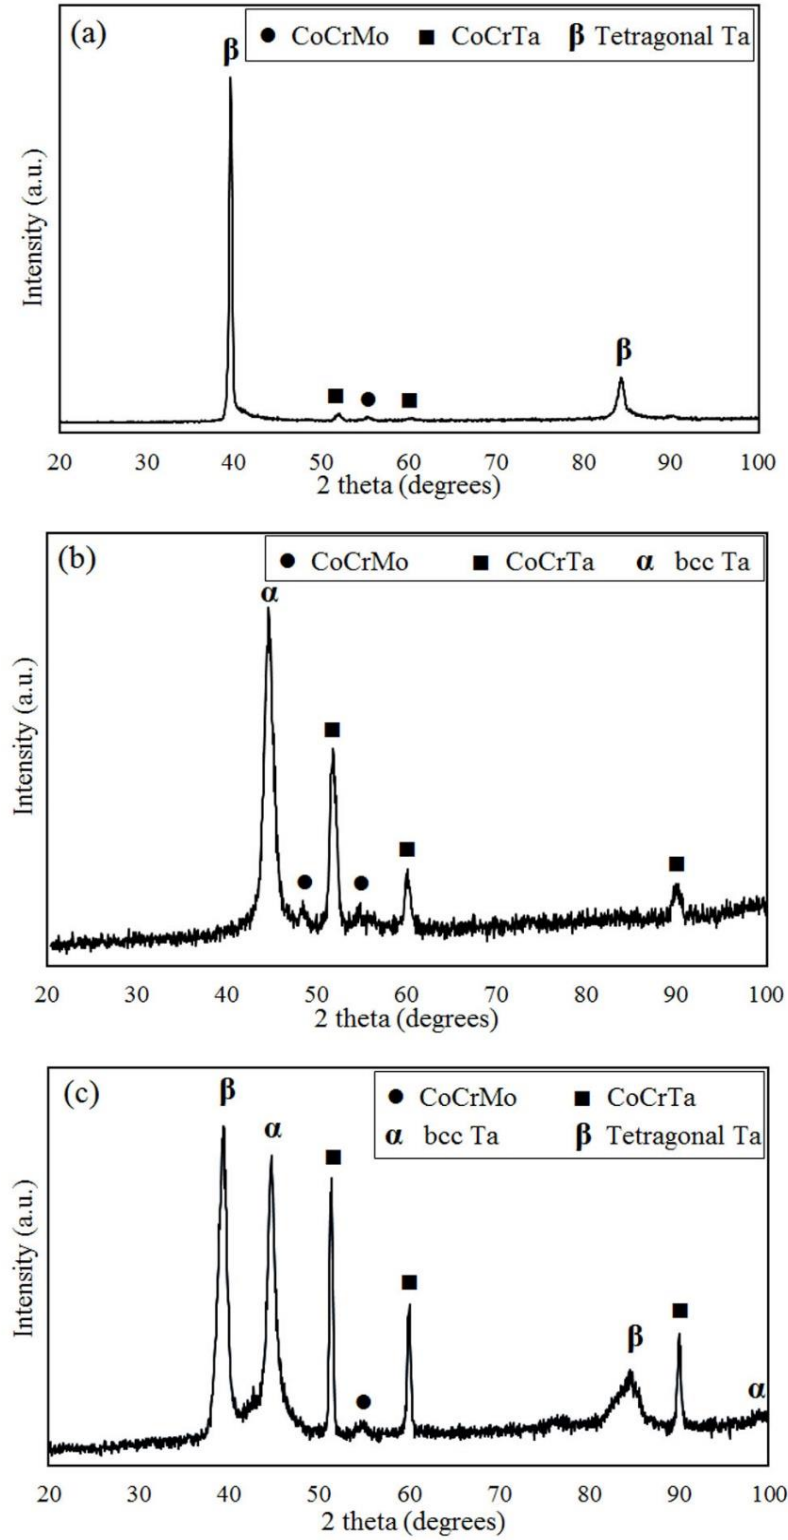 (a)
● CoCrMo ■ CoCrTa β Tetragonal Ta
β
β
■ ● ■
Intensity (a.u.)
20 30 40 50 60 70 80 90 100
2 theta (degrees)
(b)
● CoCrMo ■ CoCrTa α bcc Ta
α
■
■
■
● ●
Intensity (a.u.)
20 30 40 50 60 70 80 90 100
2 theta (degrees)
(c)
● CoCrMo ■ CoCrTa
α bcc Ta β Tetragonal Ta
β
α
■
■
■
β
α
●
Intensity (a.u.)
20 30 40 50 60 70 80 90 100
2 theta (degrees)